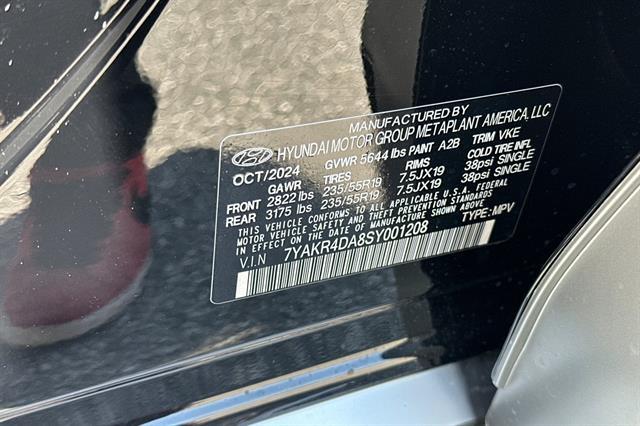 MANUFACTURED BY
HYUNDAI MOTOR GROUP METAPLANT AMERICA, LLC
OCT/2024 GVWR 5644 lbs PAINT A2B TRIM VKE
GAWR TIRES RIMS COLD TIRE INFL
FRONT 2822 lbs 235/55R19 7.5JX19 38psi SINGLE
REAR 3175 lbs 235/55R19 7.5JX19 38psi SINGLE
THIS VEHICLE CONFORMS TO ALL APPLICABLE U.S.A. FEDERAL
MOTOR VEHICLE SAFETY AND THEFT PREVENTION STANDARDS
IN EFFECT ON THE DATE OF MANUFACTURE SHOWN ABOVE.
V.I.N 7YAKR4DA8SY001208 TYPE: MPV